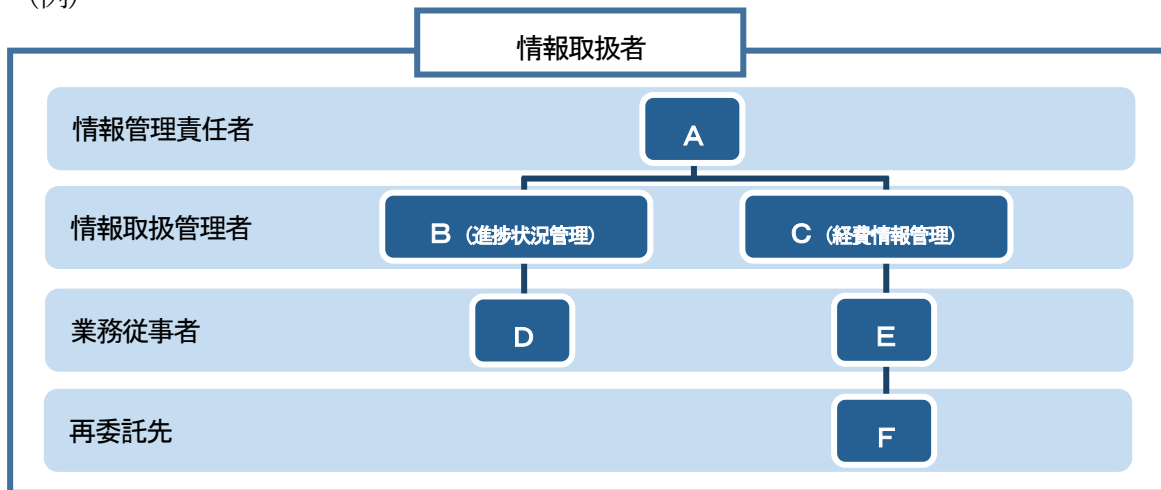 （例）
情報取扱者
情報管理責任者
Ａ
情報取扱管理者
Ｂ（進捗状況管理）
Ｃ（経費情報管理）
業務従事者
Ｄ
Ｅ
再委託先
Ｆ